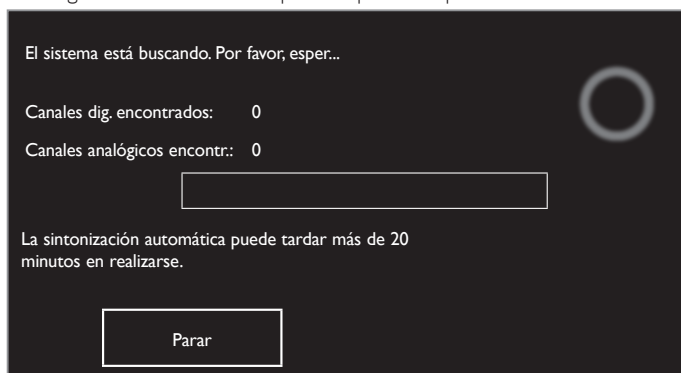 El sistema está buscando. Por favor, esper...
Canales dig. encontrados: 0
Canales analógicos encontr.: 0
La sintonización automática puede tardar más de 20
minutos en realizarse.
Parar